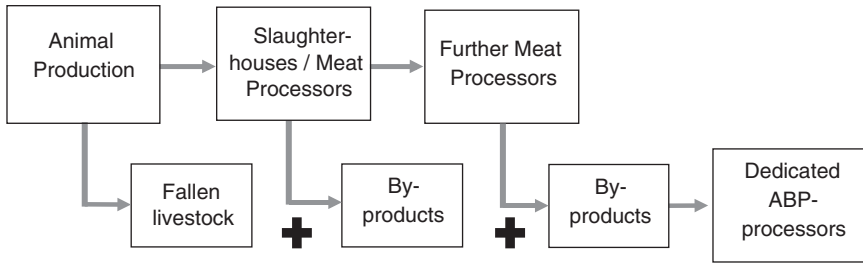 Animal
Production
Slaughter-
houses / Meat
Processors
Further Meat
Processors
Fallen
livestock
By-
products
By-
products
Dedicated
ABP-
processors